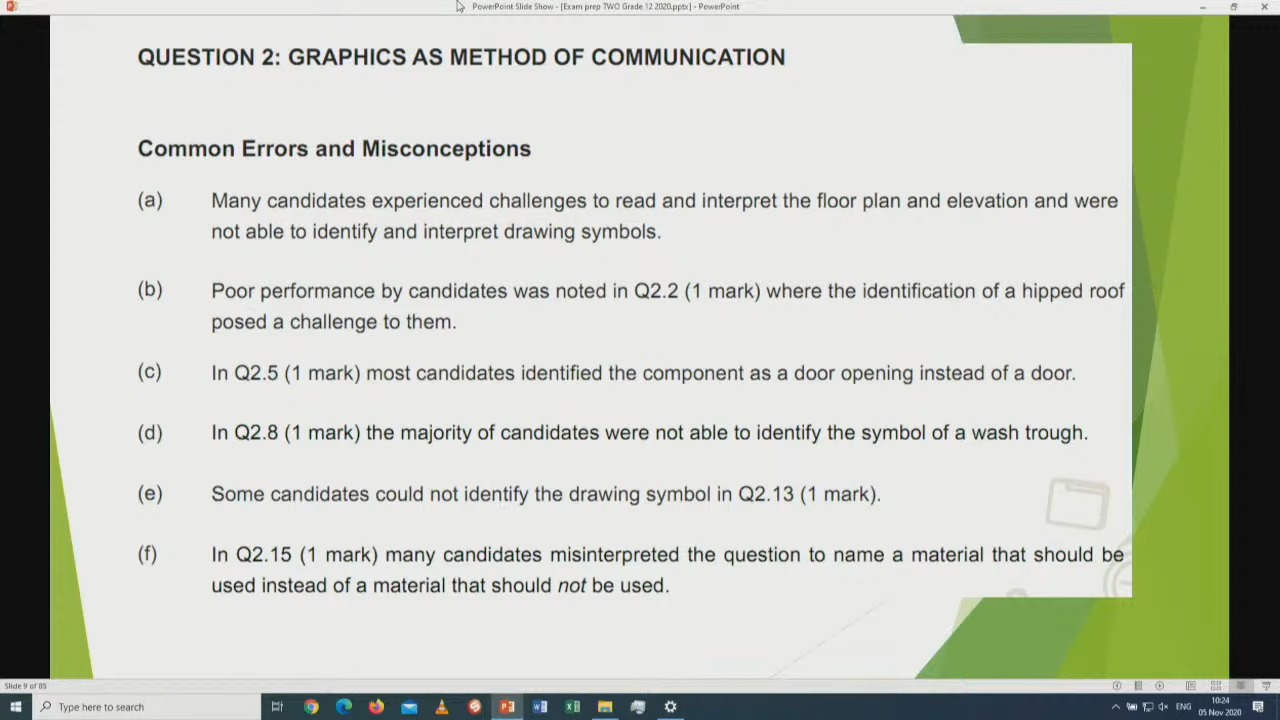 PowerPoint Slide Show - [Exam prep TWO Grade 12 2020.pptx] - PowerPoint
QUESTION 2: GRAPHICS AS METHOD OF COMMUNICATION
Common Errors and Misconceptions
(a) Many candidates experienced challenges to read and interpret the floor plan and elevation and were
not able to identify and interpret drawing symbols.
(b) Poor performance by candidates was noted in Q2.2 (1 mark) where the identification of a hipped roof
posed a challenge to them.
(c) In Q2.5 (1 mark) most candidates identified the component as a door opening instead of a door.
(d) In Q2.8 (1 mark) the majority of candidates were not able to identify the symbol of a wash trough.
(e) Some candidates could not identify the drawing symbol in Q2.13 (1 mark).
(f) In Q2.15 (1 mark) many candidates misinterpreted the question to name a material that should be
used instead of a material that should not be used.
Slide 9 of 85
Type here to search
ENG
10:24
05 Nov 2020